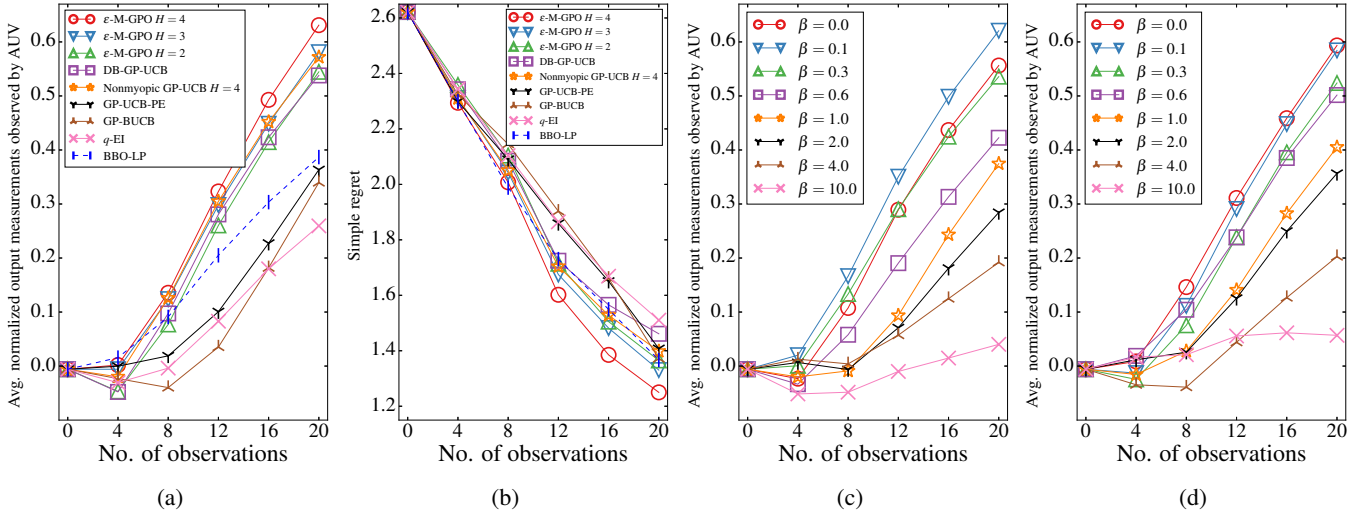 Avg. normalized output measurements observed by AUV
0.6
0.5
0.4
0.3
0.2
0.1
0.0
ε-M-GPO H = 4
ε-M-GPO H = 3
ε-M-GPO H = 2
DB-GP-UCB
Nonmyopic GP-UCB H = 4
GP-UCB-PE
GP-BUCB
q-EI
BBO-LP
0 4 8 12 16 20
No. of observations
(a)
Simple regret
2.6
2.4
2.2
2.0
1.8
1.6
1.4
1.2
ε-M-GPO H = 4
ε-M-GPO H = 3
ε-M-GPO H = 2
DB-GP-UCB
Nonmyopic GP-UCB H = 4
GP-UCB-PE
GP-BUCB
q-EI
BBO-LP
0 4 8 12 16 20
No. of observations
(b)
Avg. normalized output measurements observed by AUV
0.6
0.5
0.4
0.3
0.2
0.1
0.0
β = 0.0
β = 0.1
β = 0.3
β = 0.6
β = 1.0
β = 2.0
β = 4.0
β = 10.0
0 4 8 12 16 20
No. of observations
(c)
Avg. normalized output measurements observed by AUV
0.6
0.5
0.4
0.3
0.2
0.1
0.0
β = 0.0
β = 0.1
β = 0.3
β = 0.6
β = 1.0
β = 2.0
β = 4.0
β = 10.0
0 4 8 12 16 20
No. of observations
(d)